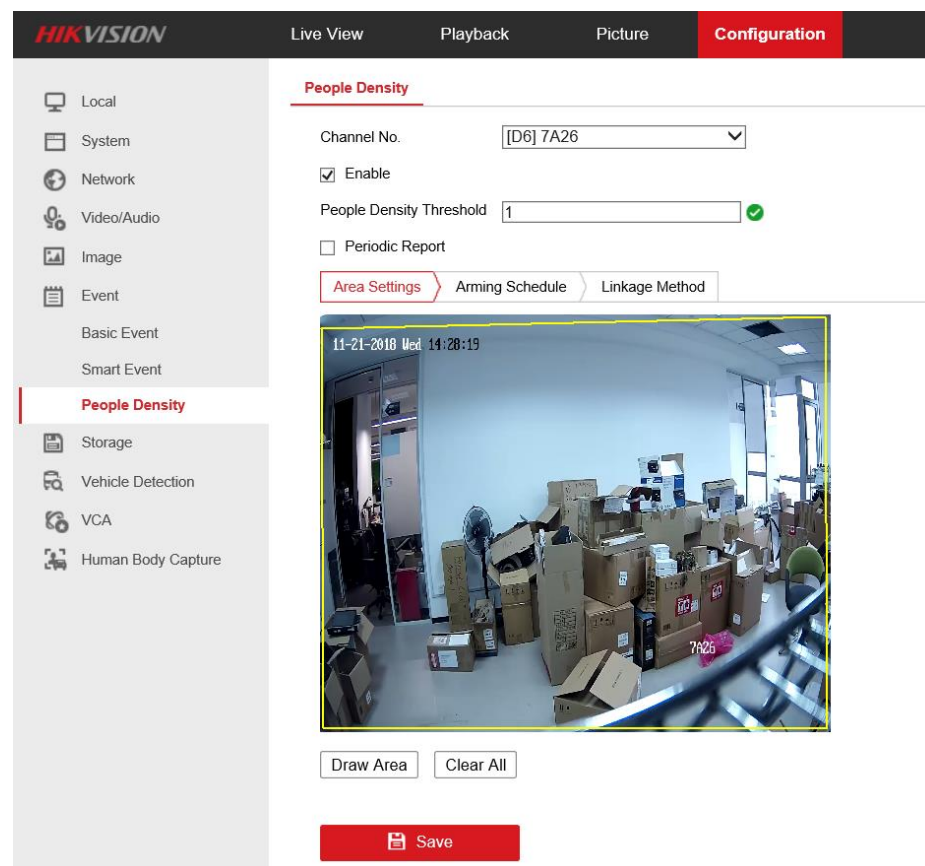 HIKVISION
Live View Playback Picture Configuration
Local
System
Network
Video/Audio
Image
Event
Basic Event
Smart Event
People Density
Storage
Vehicle Detection
VCA
Human Body Capture
People Density
Channel No. [D6] 7A26
Enable
People Density Threshold 1
Periodic Report
Area Settings Arming Schedule Linkage Method
11-21-2018 Wed 14:28:19
7A26
Draw Area Clear All
Save